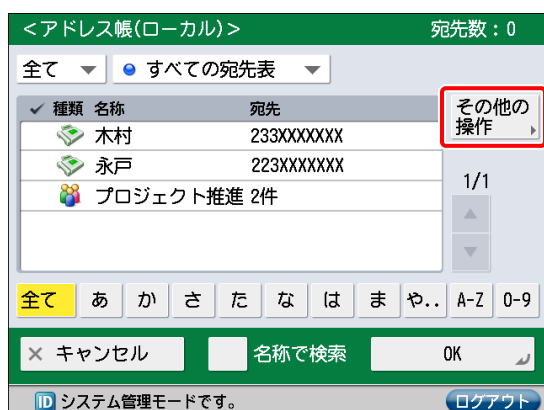 <アドレス帳(ローカル)> 宛先数:0
全て すべての宛先表
種類 名称 宛先
その他の
操作
木村 233XXXXXXX
永戸 223XXXXXXX
プロジェクト推進 2件
1/1
全て あ か さ た な は ま や.. A-Z 0-9
× キャンセル 名称で検索 OK
ID システム管理モードです。 ログアウト